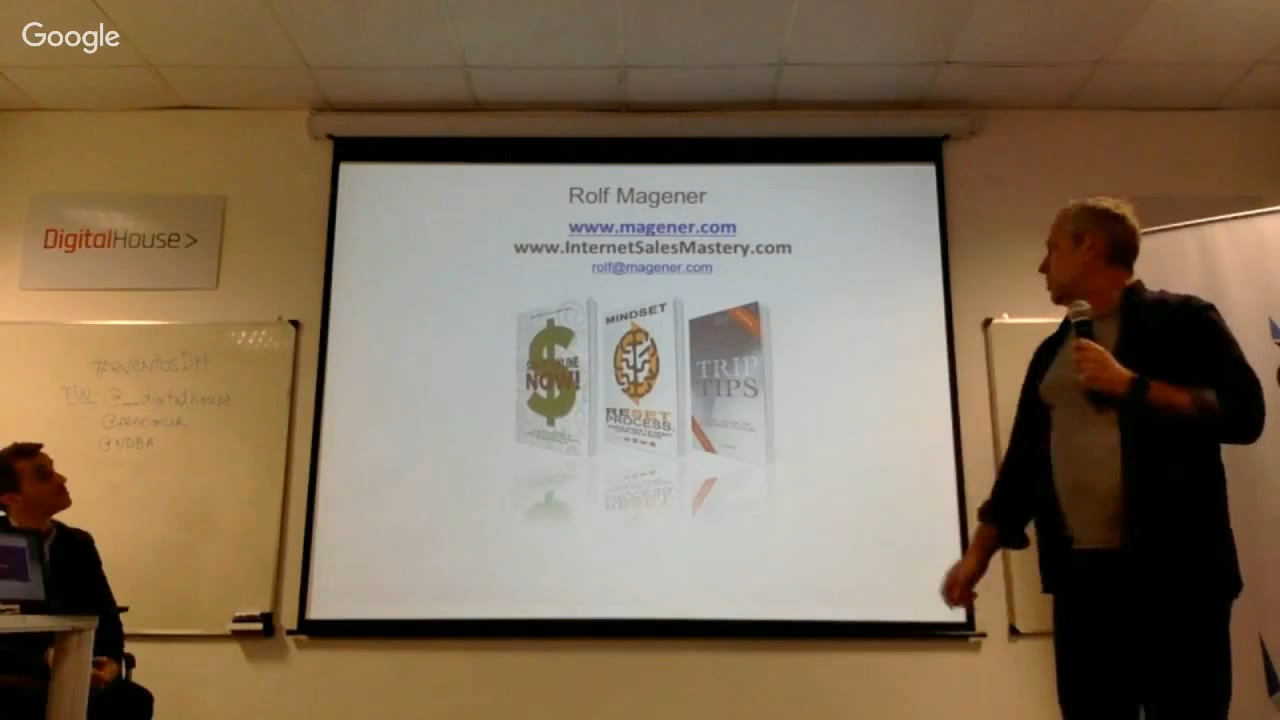 Google
DigitalHouse>
Rolf Magener
www.magener.com
www.InternetSalesMastery.com
rolf@magener.com
NOW!
MINDSET
RESET
PROCESS
TRIP
TIPS
#eventosDH
TW: @_digitalhouse
@NDBA